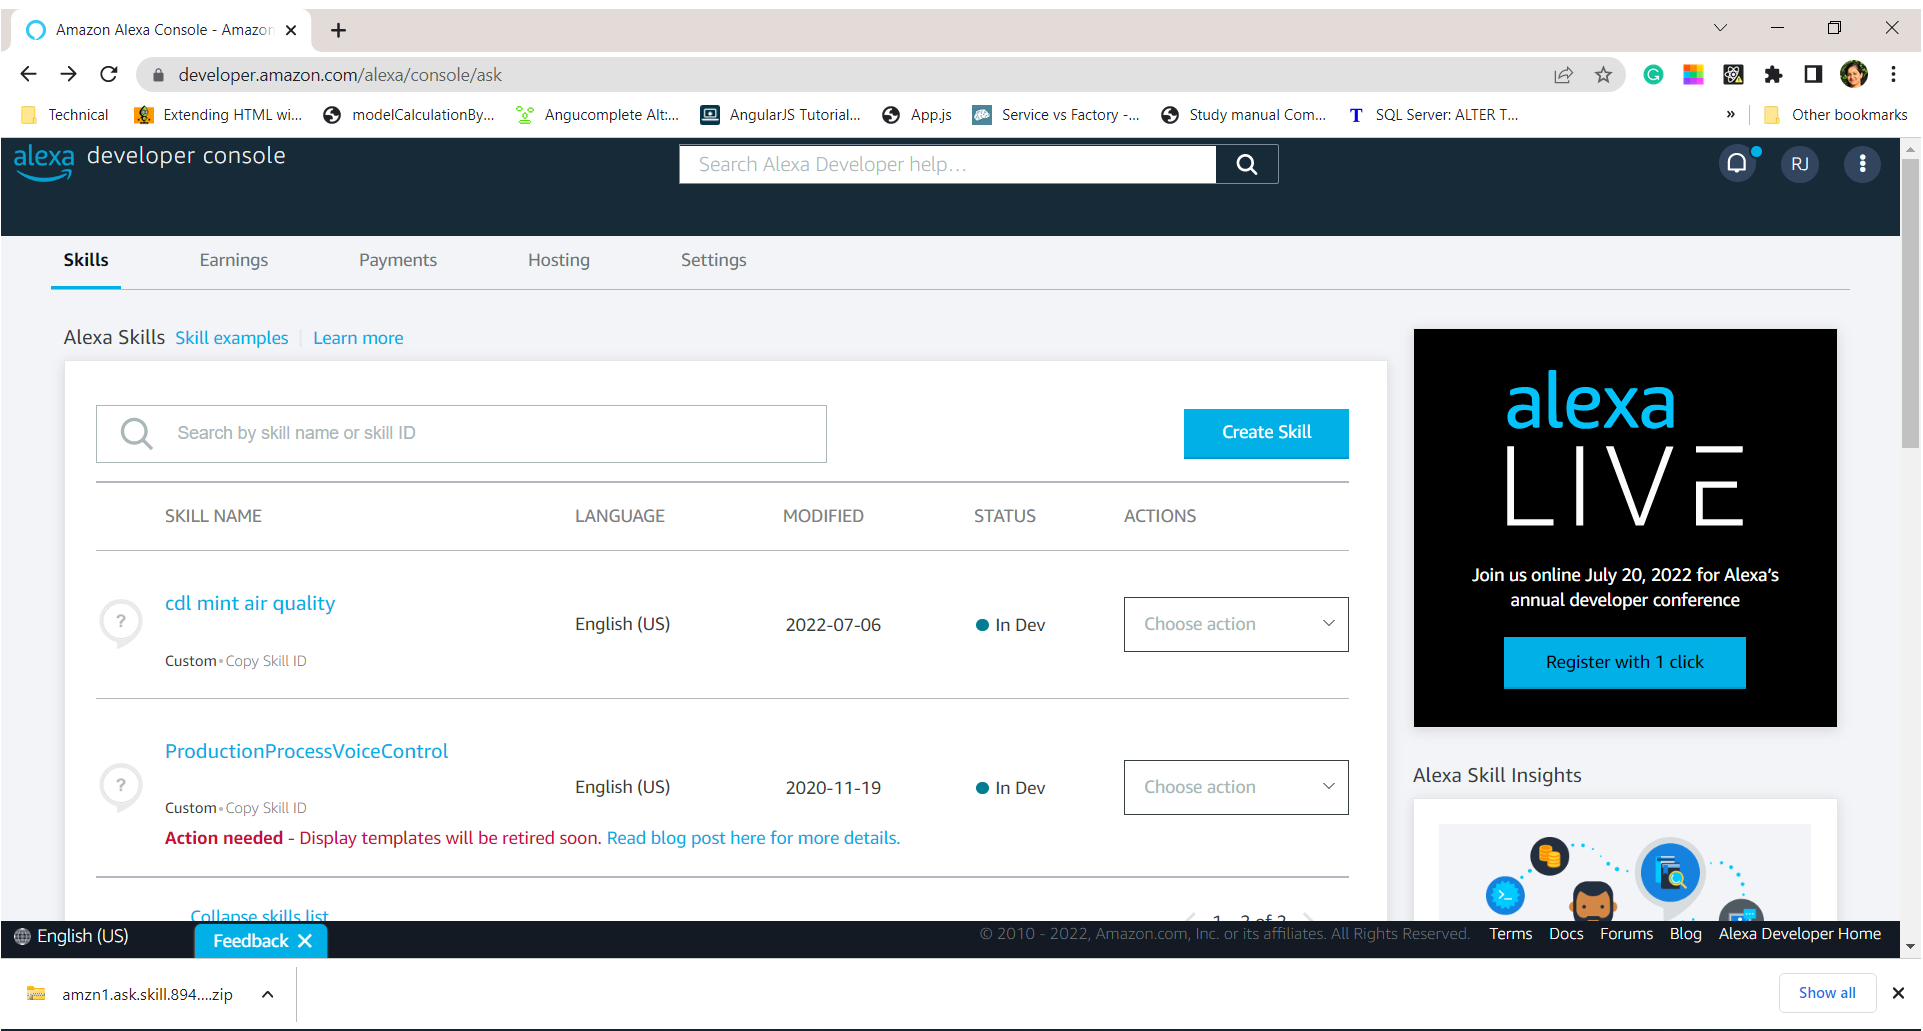 Amazon Alexa Console - Amazon
developer.amazon.com/alexa/console/ask
Technical
Extending HTML wi...
modelCalculationBy...
Angucomplete Alt:...
AngularJS Tutorial...
App.js
Service vs Factory -...
Study manual Com...
T SQL Server: ALTER T...
»
Other bookmarks
alexa developer console
Search Alexa Developer help...
RJ
Skills Earnings Payments Hosting Settings
Alexa Skills Skill examples Learn more
Search by skill name or skill ID
Create Skill
SKILL NAME LANGUAGE MODIFIED STATUS ACTIONS
cdl mint air quality
English (US) 2022-07-06 In Dev Choose action
Custom • Copy Skill ID
ProductionProcessVoiceControl
English (US) 2020-11-19 In Dev Choose action
Custom • Copy Skill ID
Action needed - Display templates will be retired soon. Read blog post here for more details.
Collapse skills list
1 - 2 of 2
alexa
LIVE
Join us online July 20, 2022 for Alexa's
annual developer conference
Register with 1 click
Alexa Skill Insights
English (US)
Feedback
© 2010 - 2022, Amazon.com, Inc. or its affiliates. All Rights Reserved.
Terms Docs Forums Blog Alexa Developer Home
amzn1.ask.skill.894....zip
Show all